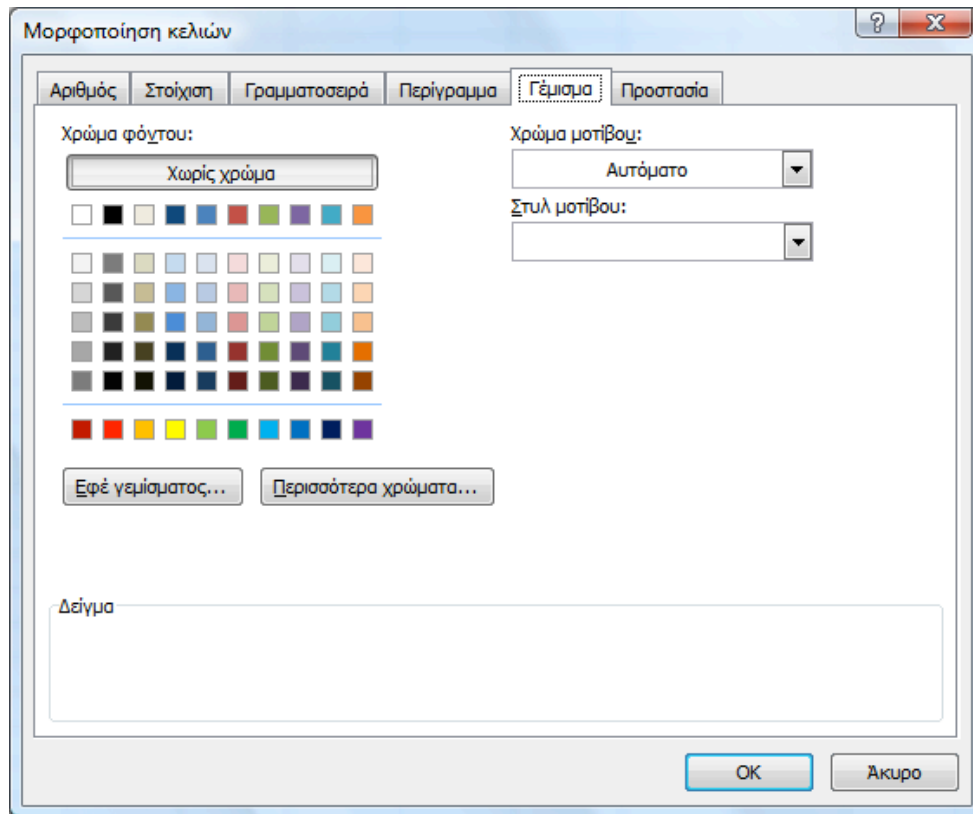 Μορφοποίηση κελιών
Αριθμός Στοίχιση Γραμματοσειρά Περίγραμμα Γέμισμα Προστασία
Χρώμα φόντου: Χρώμα μοτίβου:
Χωρίς χρώμα Αυτόματο
Στυλ μοτίβου:
Εφέ γεμίσματος... Περισσότερα χρώματα...
Δείγμα
OK Άκυρο